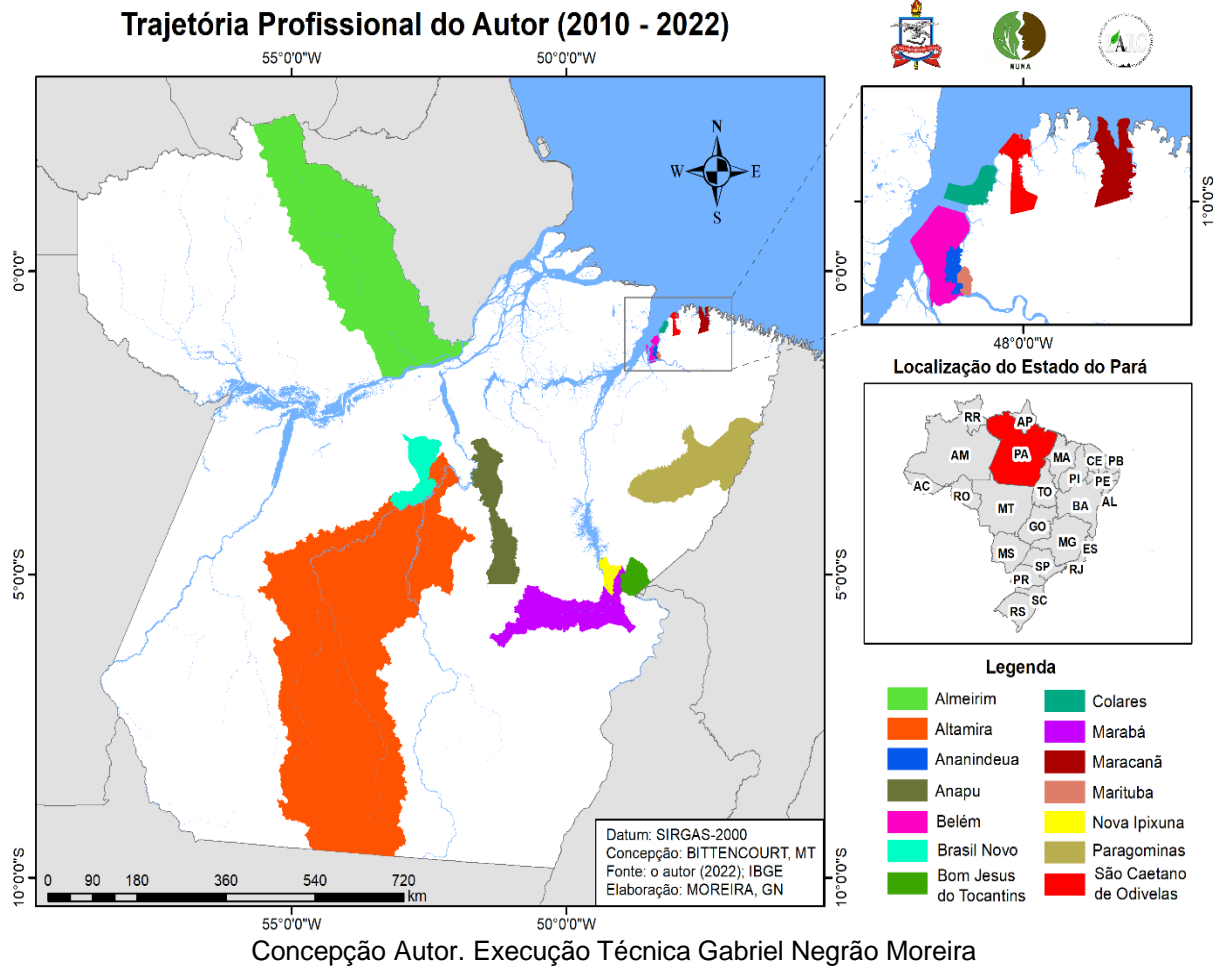 Trajetória Profissional do Autor (2010 - 2022)
55°0'0"W
50°0'0"W
NUMA
N
W
E
S
0°0'0"
0°0'0"
5°0'0"S
5°0'0"S
10°0'0"S
10°0'0"S
1°0'0"S
48°0'0"W
Localização do Estado do Pará
RR
AP
AM
PA
MA
CE
PB
PI
PE
AC
RO
TO
AL
MT
BA
GO
MG
ES
MS
SP
RJ
PR
SC
RS
Legenda
Almeirim
Altamira
Ananindeua
Anapu
Belém
Brasil Novo
Bom Jesus
do Tocantins
Colares
Marabá
Maracanã
Marituba
Nova Ipixuna
Paragominas
São Caetano
de Odivelas
Datum: SIRGAS-2000
Concepção: BITTENCOURT, MT
Fonte: o autor (2022); IBGE
Elaboração: MOREIRA, GN
0 90 180 360 540 720
km
55°0'0"W
50°0'0"W
Concepção Autor. Execução Técnica Gabriel Negrão Moreira